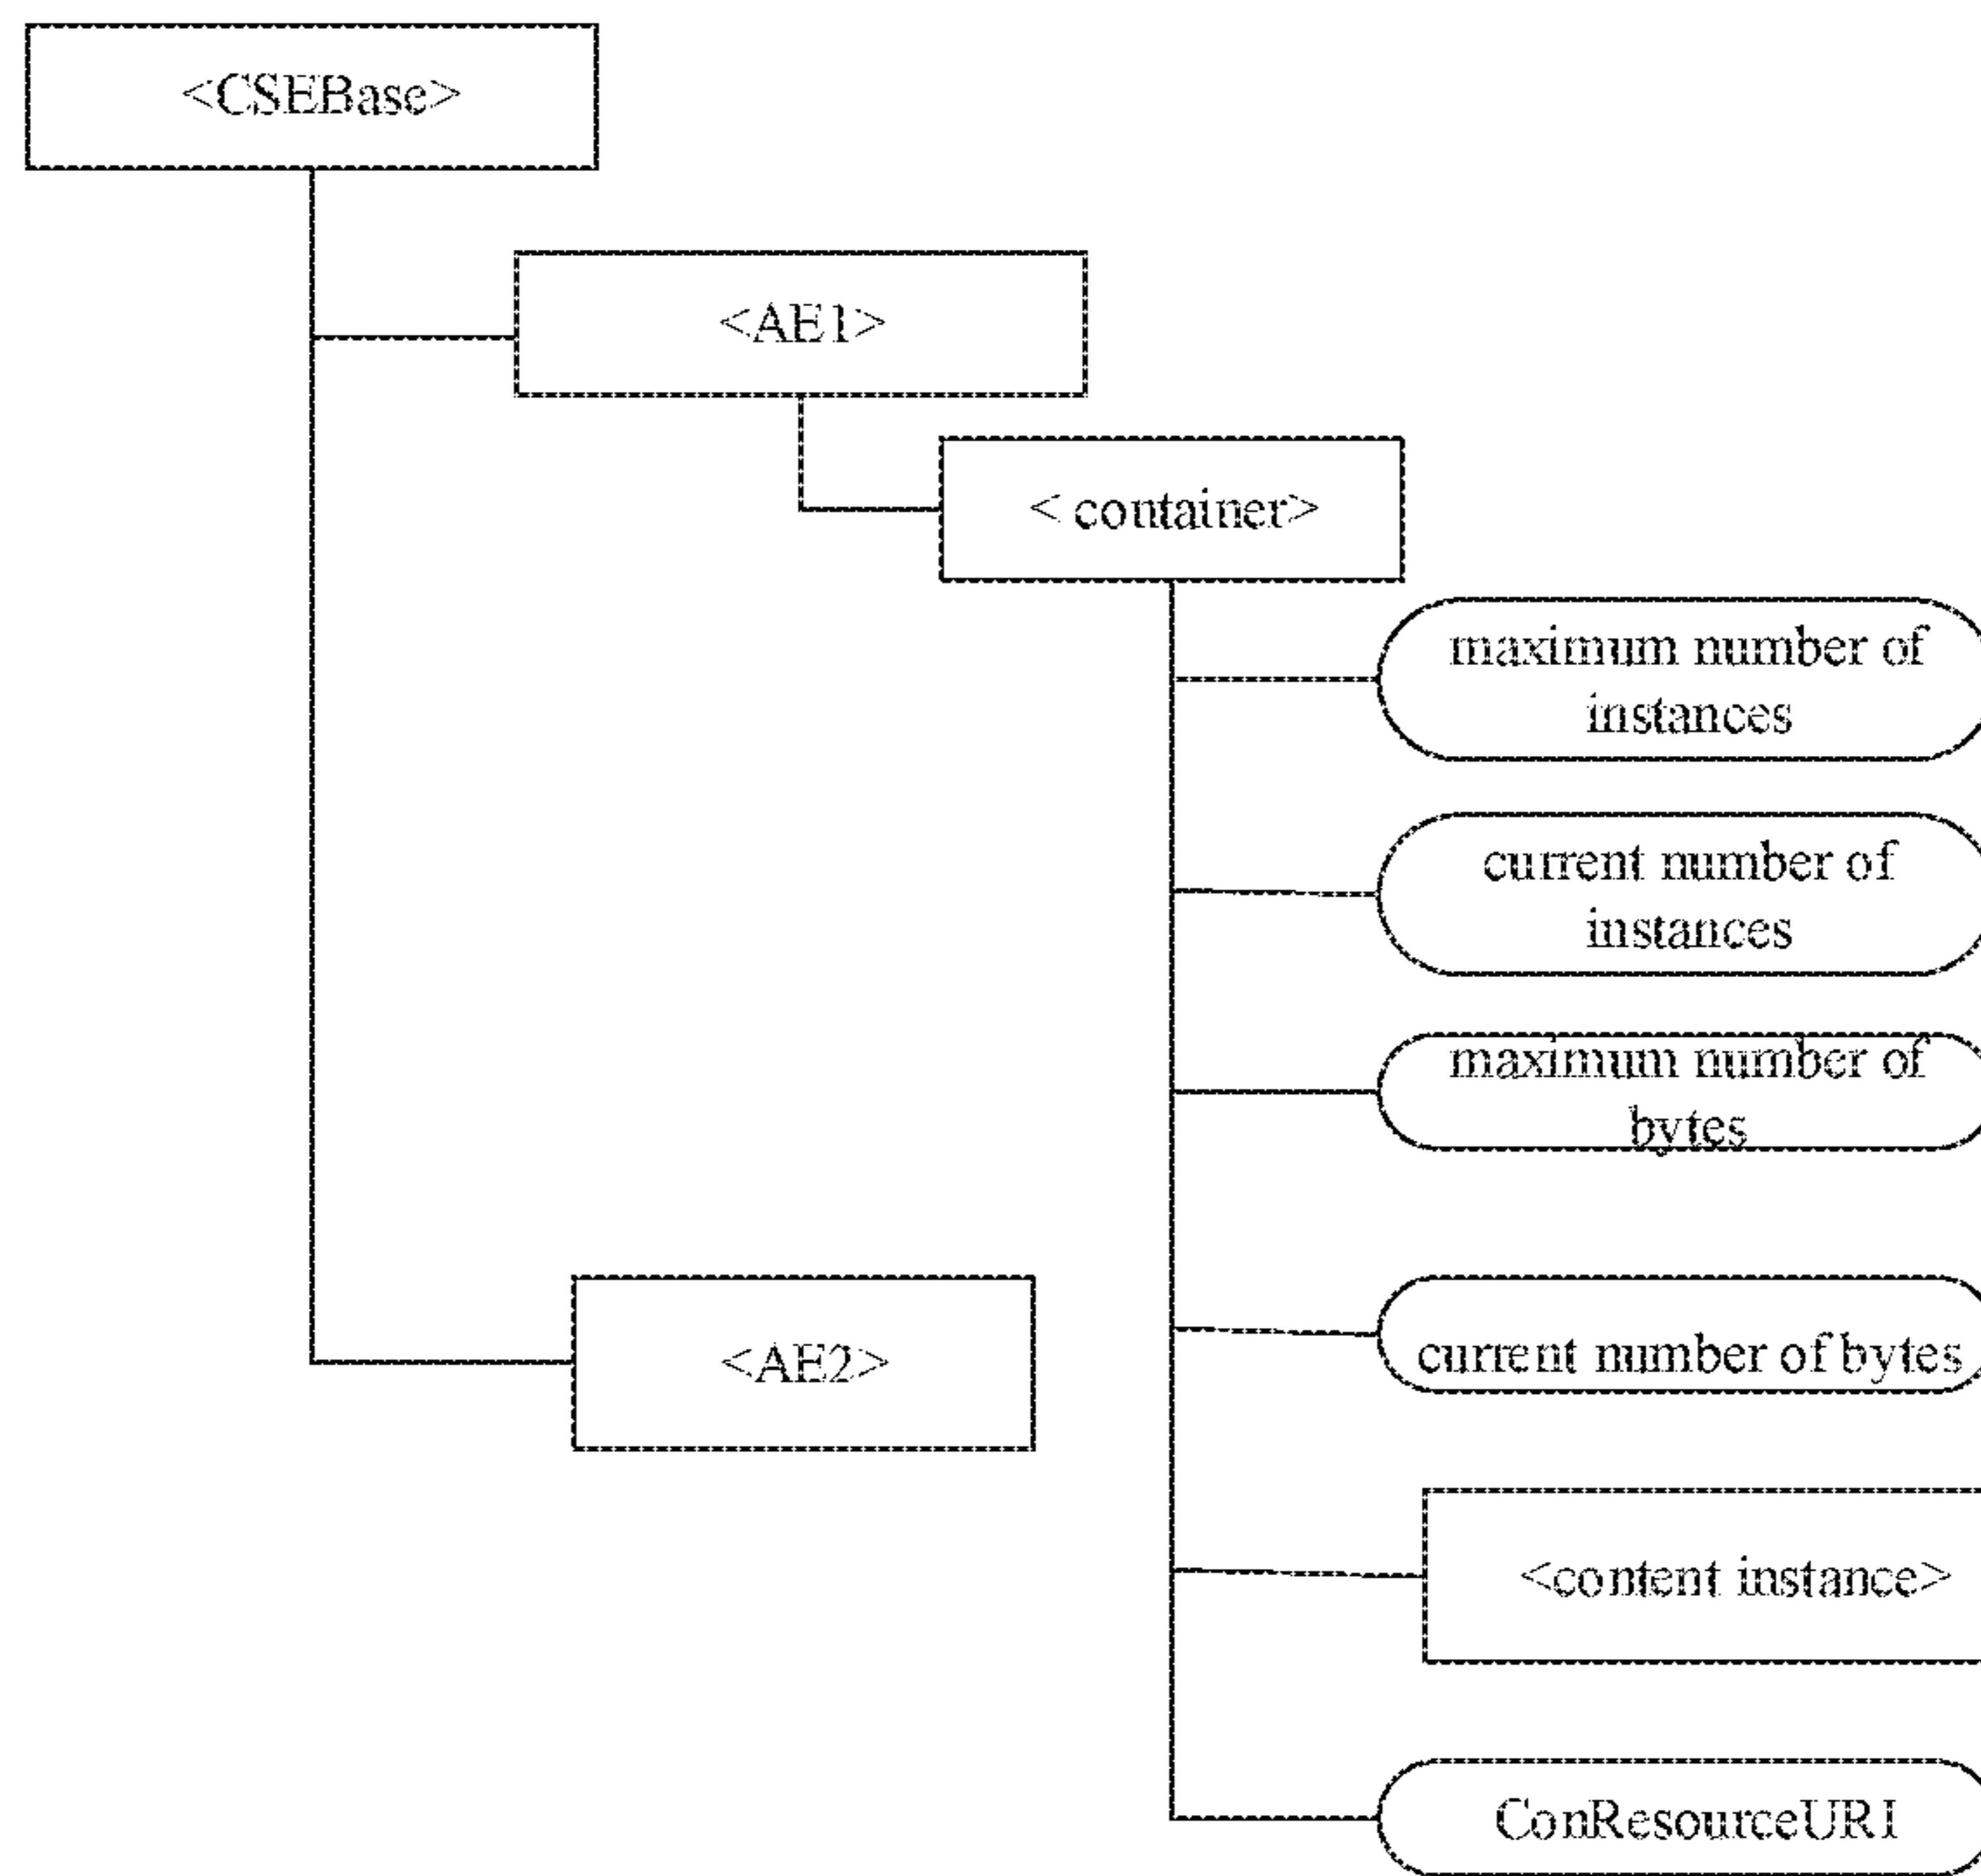 <CSEBase>
<AE1>
< container>
maximum number of
instances
current number of
instances
maximum number of
bytes
current number of bytes
<AE2>
<content instance>
ConResourceURI